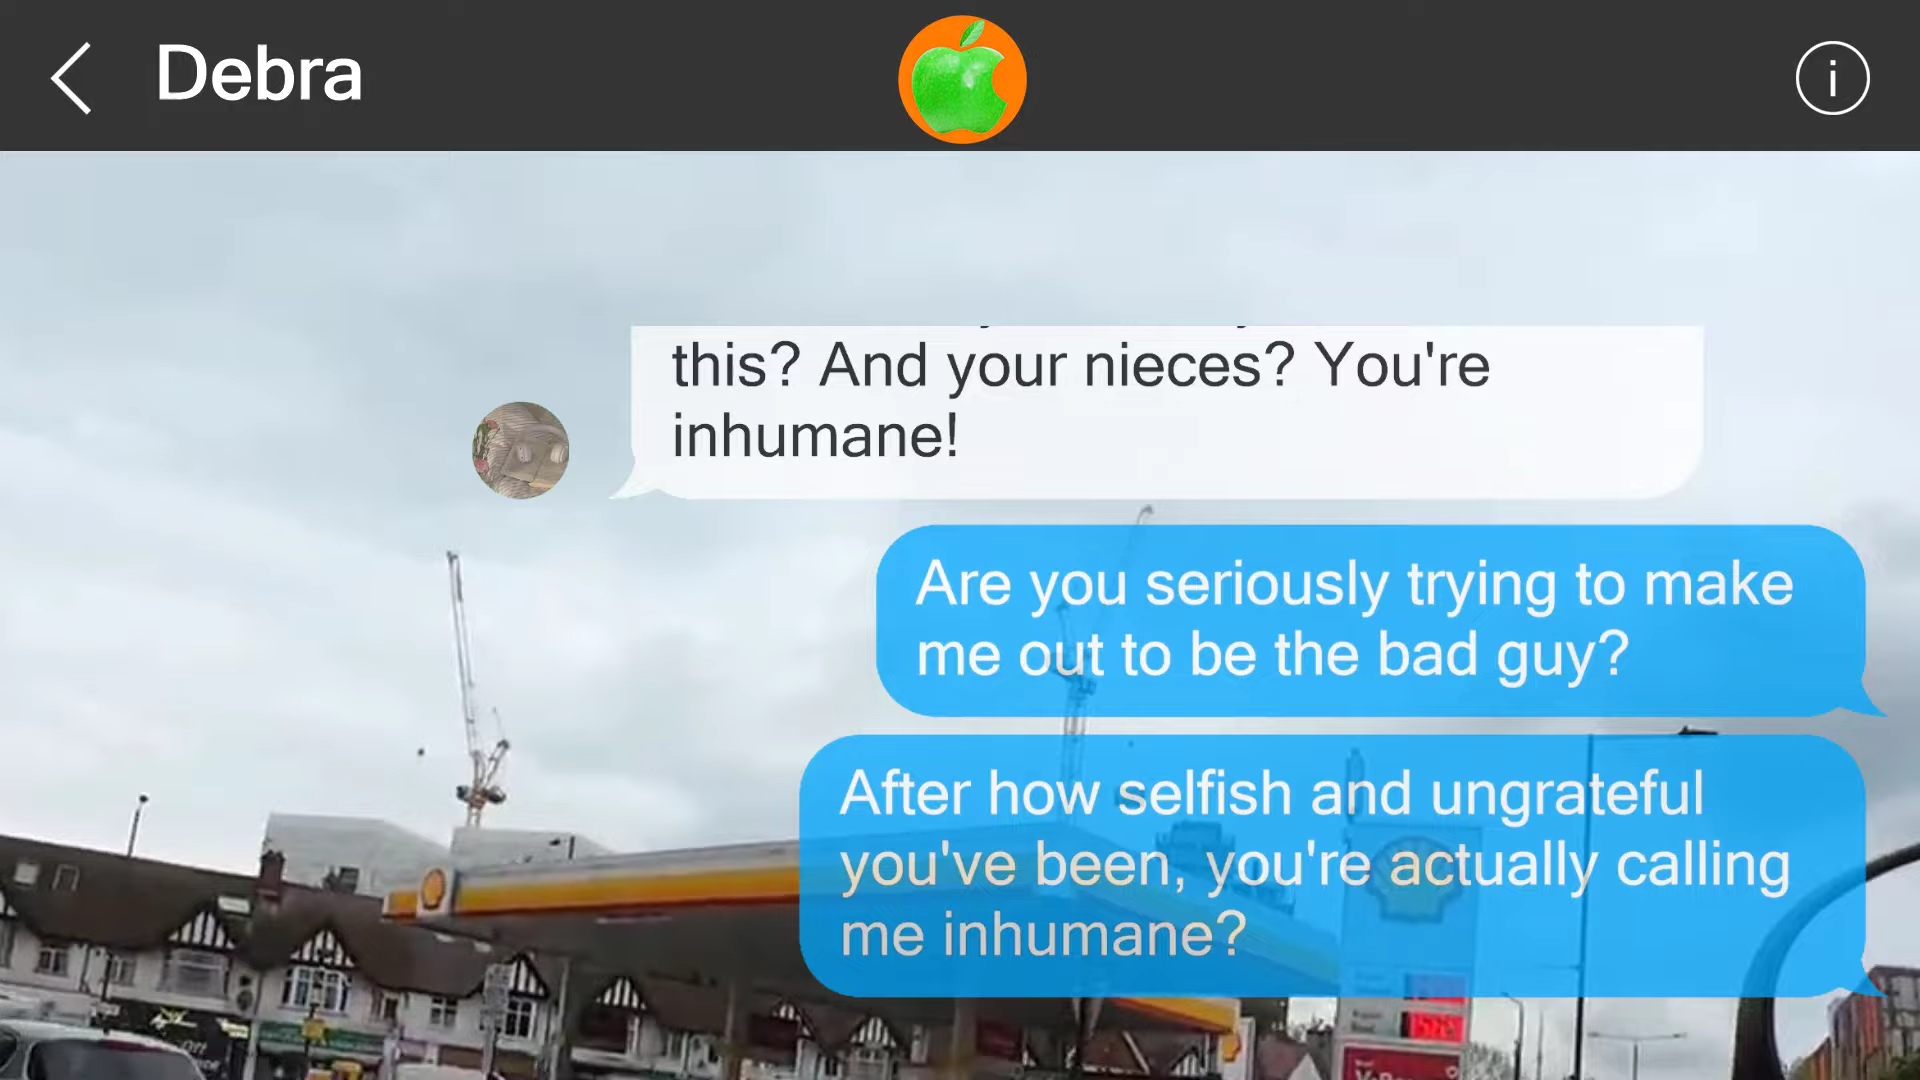 Debra
i
this? And your nieces? You're
inhumane!
Are you seriously trying to make
me out to be the bad guy?
After how selfish and ungrateful
you've been, you're actually calling
me inhumane?